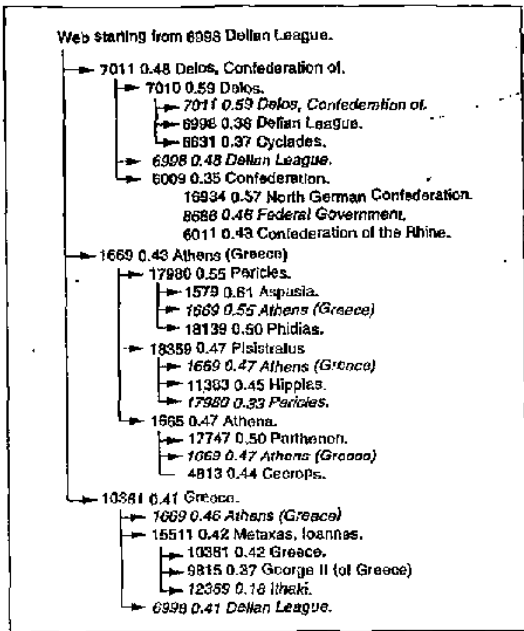 Web starting from 6998 Delian League.
7011 0.48 Delos, Confederation of.
7010 0.59 Delos.
7011 0.59 Delos, Confederation of.
6998 0.38 Delian League.
6631 0.37 Cyclades.
6998 0.48 Delian League.
6009 0.35 Confederation.
16934 0.57 North German Confederation.
8688 0.46 Federal Government.
6011 0.43 Confederation of the Rhine.
1669 0.43 Athens (Greece)
17980 0.55 Pericles.
1579 0.61 Aspasia.
1669 0.55 Athens (Greece)
18139 0.50 Phidias.
18359 0.47 Pisistratus
1669 0.47 Athens (Greece)
11383 0.45 Hippias.
17980 0.33 Pericles.
1665 0.47 Athena.
17747 0.50 Parthenon.
1669 0.47 Athens (Greece)
4813 0.44 Cecrops.
10381 0.41 Greece.
1669 0.46 Athens (Greece)
15511 0.42 Metaxas, Ioannes.
10381 0.42 Greece.
9815 0.37 George II (of Greece)
12359 0.18 Ithaki.
6998 0.41 Delian League.